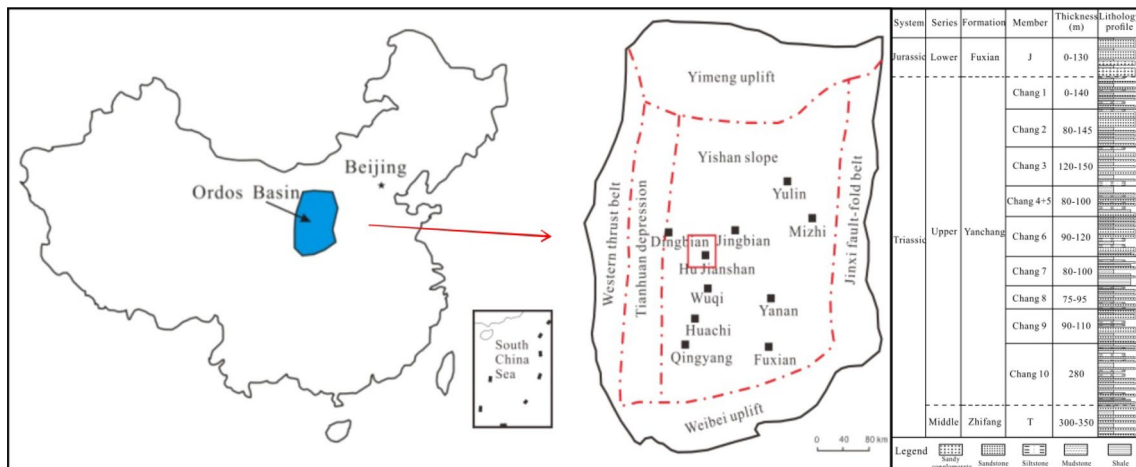 Beijing
Ordos Basin
South
China
Sea
Yimeng uplift
Yishan slope
Western thrust belt
Tianhuan depression
Jinxi fault-fold belt
Yulin
Mizhi
Dingbian
Jingbian
Hu Jianshan
Wuqi
Yanan
Huachi
Qingyang
Fuxian
Weibei uplift
0 40 80 km
System Series Formation Member Thickness (m) Lithology profile
Jurassic Lower Fuxian J 0-130
Triassic Upper Yanchang
Chang 1 0-140
Chang 2 80-145
Chang 3 120-150
Chang 4+5 80-100
Chang 6 90-120
Chang 7 80-100
Chang 8 75-95
Chang 9 90-110
Chang 10 280
Middle Zhifang T 300-350
Legend
Sandy conglomerate
Sandstone
Siltstone
Mudstone
Shale